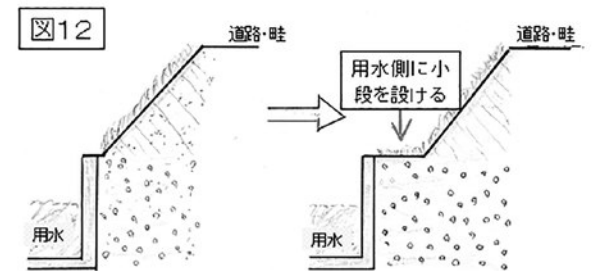 図12
道路・畦
用水
用水側に小
段を設ける
道路・畦
用水